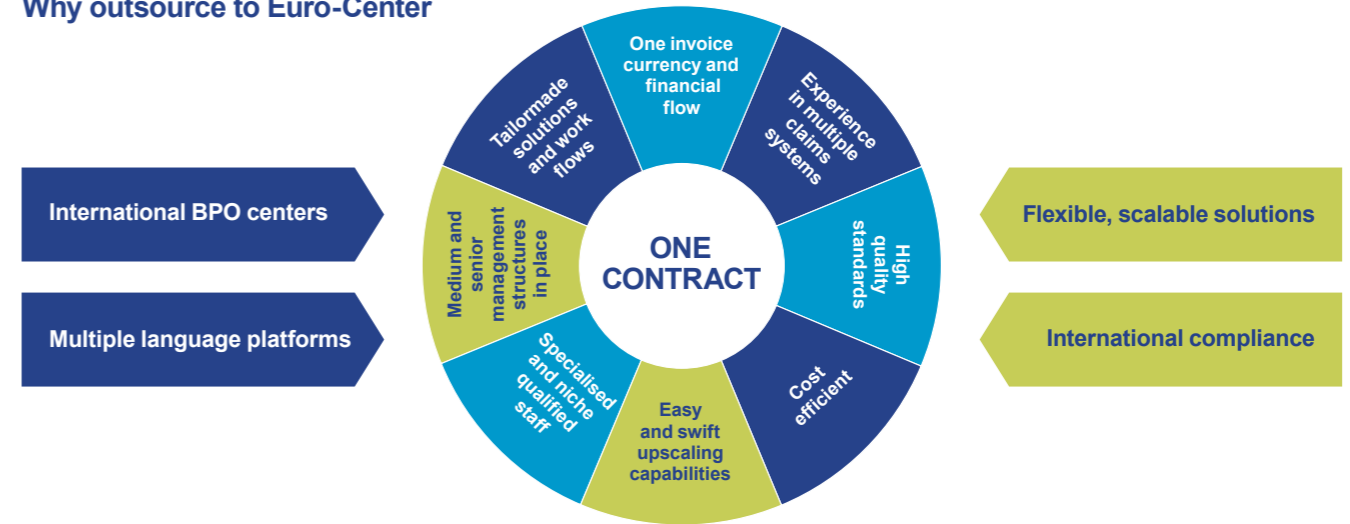 Why outsource to Euro-Center
International BPO centers
Multiple language platforms
One invoice
currency and
financial
flow
Experience
in multiple
claims
systems
High
quality
standards
Cost
efficient
Easy
and swift
upscaling
capabilities
Specialised
and niche
qualified
staff
Medium and
senior
management
structures
in place
Tailormade
solutions
and work
flows
ONE
CONTRACT
Flexible, scalable solutions
International compliance